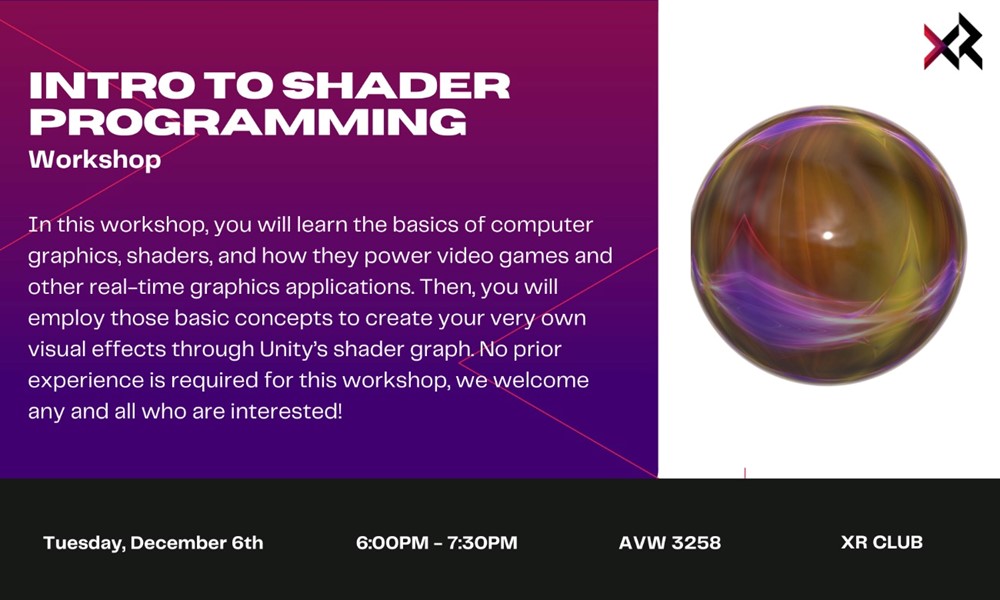 XR
INTRO TO SHADER
PROGRAMMING
Workshop
In this workshop, you will learn the basics of computer
graphics, shaders, and how they power video games and
other real-time graphics applications. Then, you will
employ those basic concepts to create your very own
visual effects through Unity’s shader graph. No prior
experience is required for this workshop, we welcome
any and all who are interested!
Tuesday, December 6th
6:00PM - 7:30PM
AVW 3258
XR CLUB